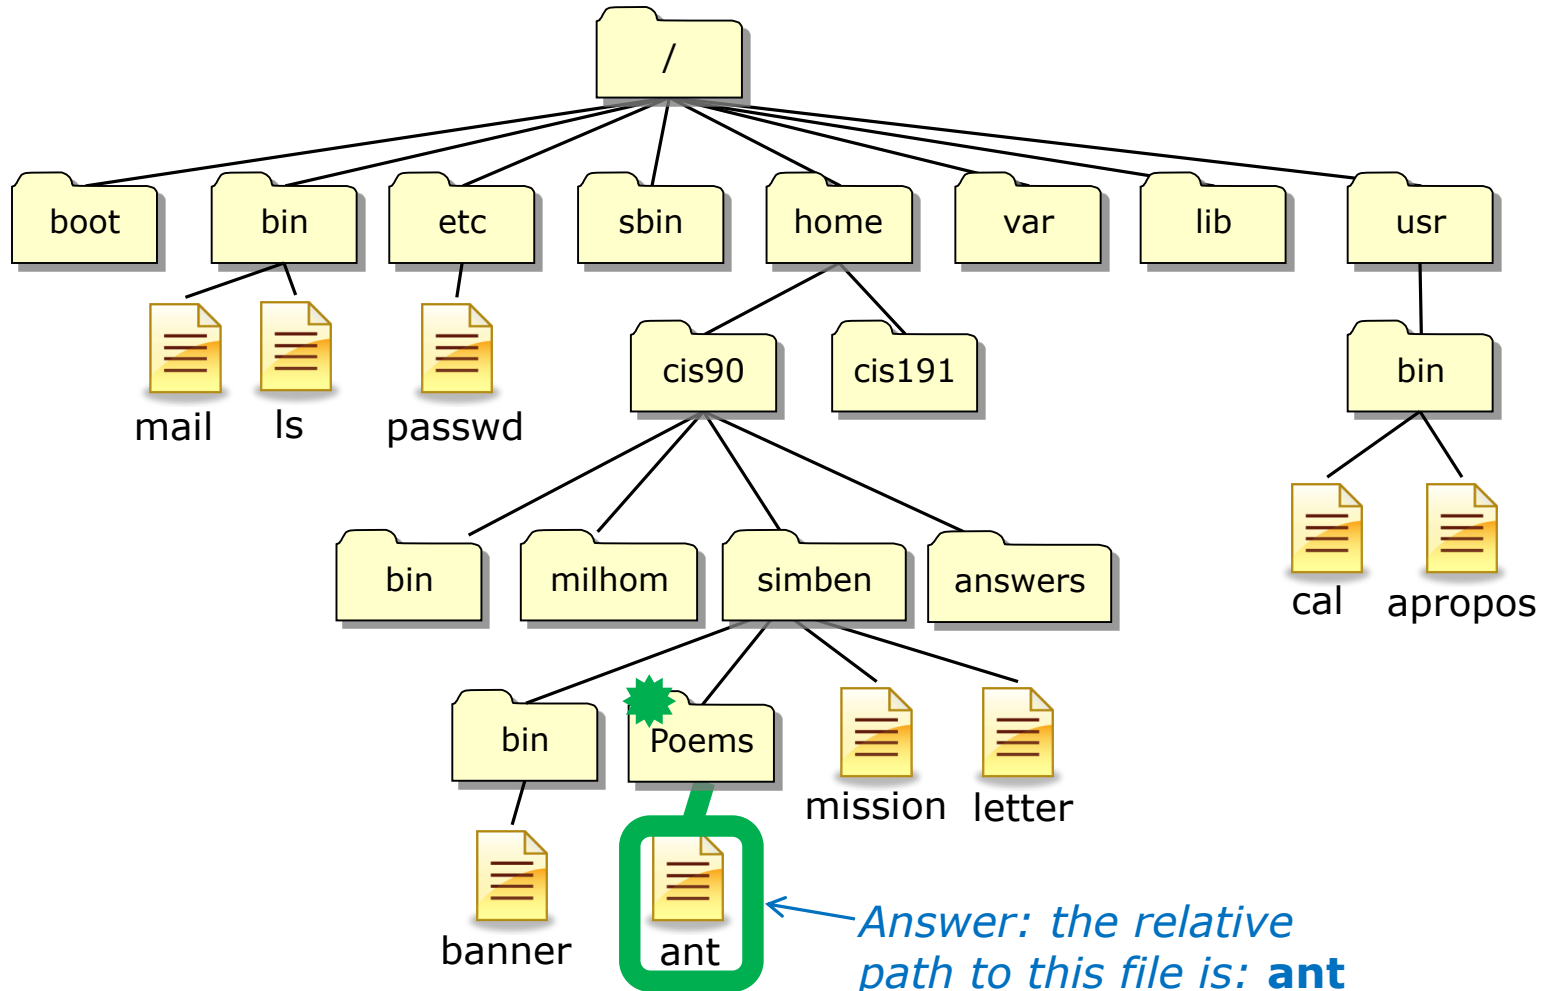 /
boot
bin
etc
sbin
home
var
lib
usr
mail
ls
passwd
cis90
cis191
bin
cal
apropos
bin
milhom
simben
answers
bin
Poems
mission
letter
banner
ant
Answer: the relative
path to this file is: ant